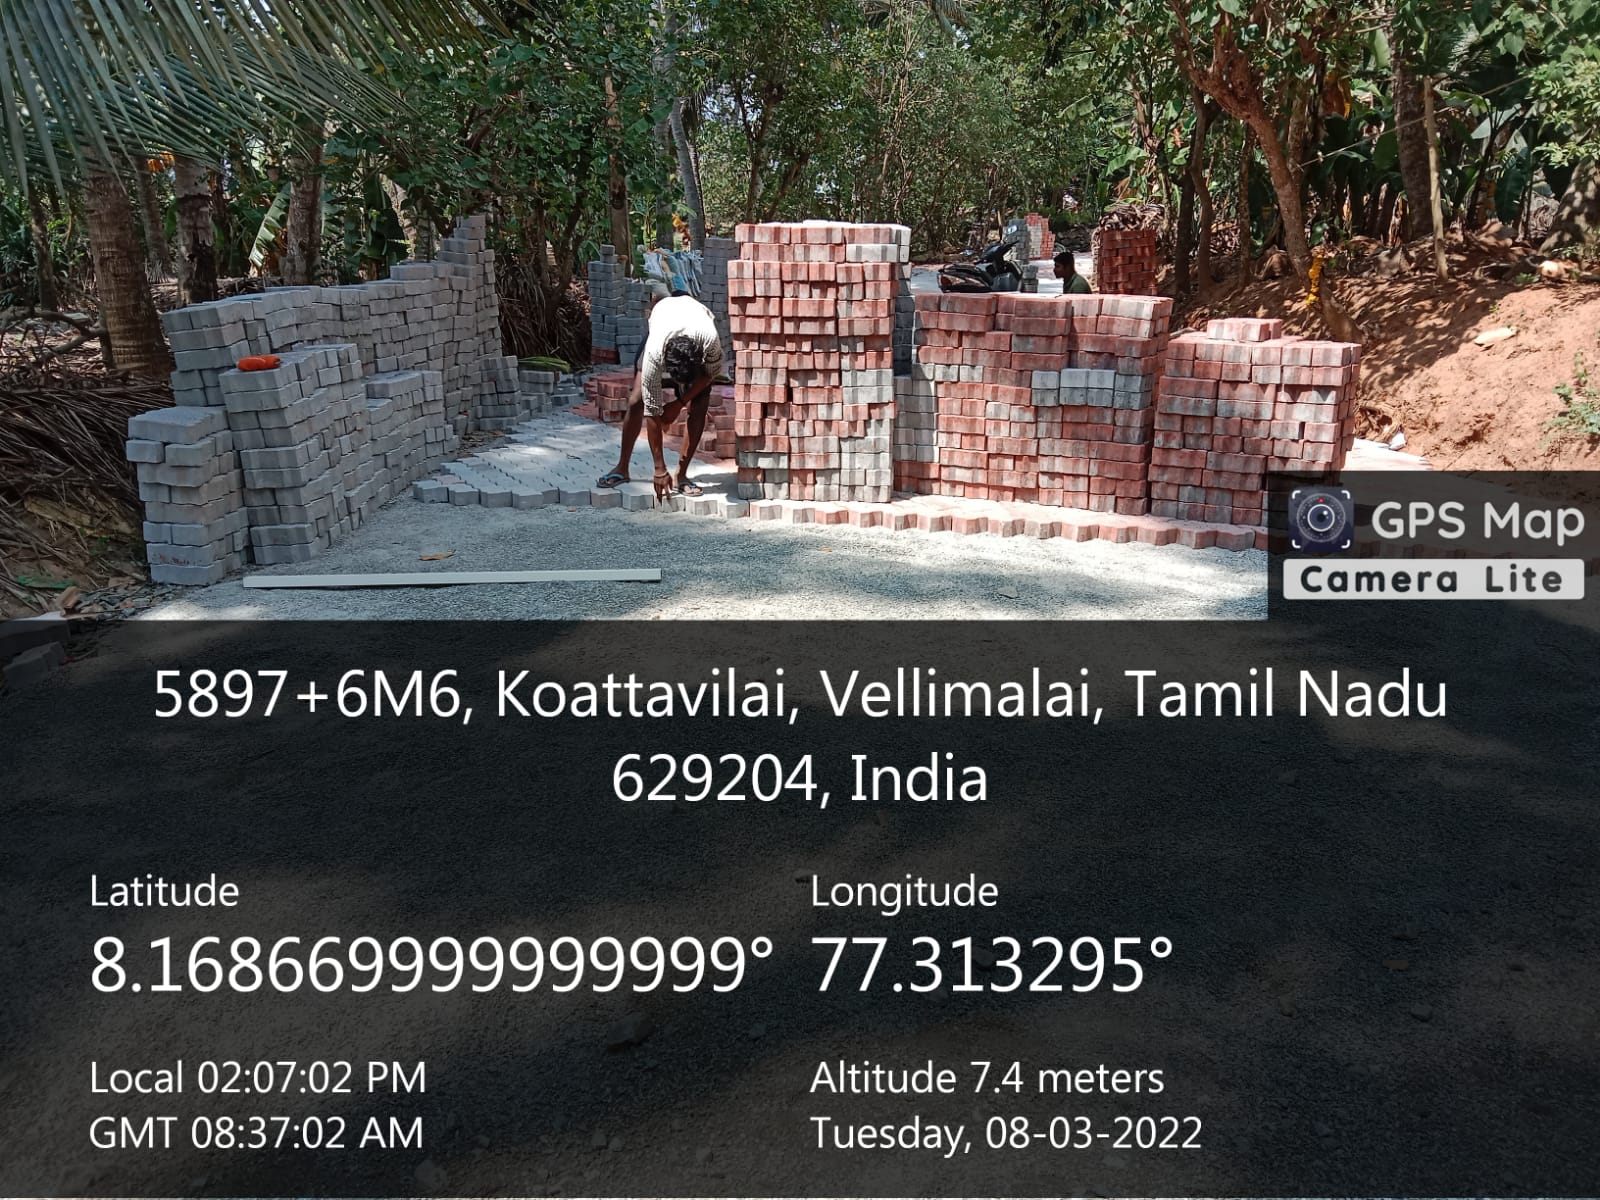 GPS Map
Camera Lite
5897+6M6, Koattavilai, Vellimalai, Tamil Nadu
629204, India
Latitude
8.168669999999999°
Longitude
77.313295°
Local 02:07:02 PM
GMT 08:37:02 AM
Altitude 7.4 meters
Tuesday, 08-03-2022